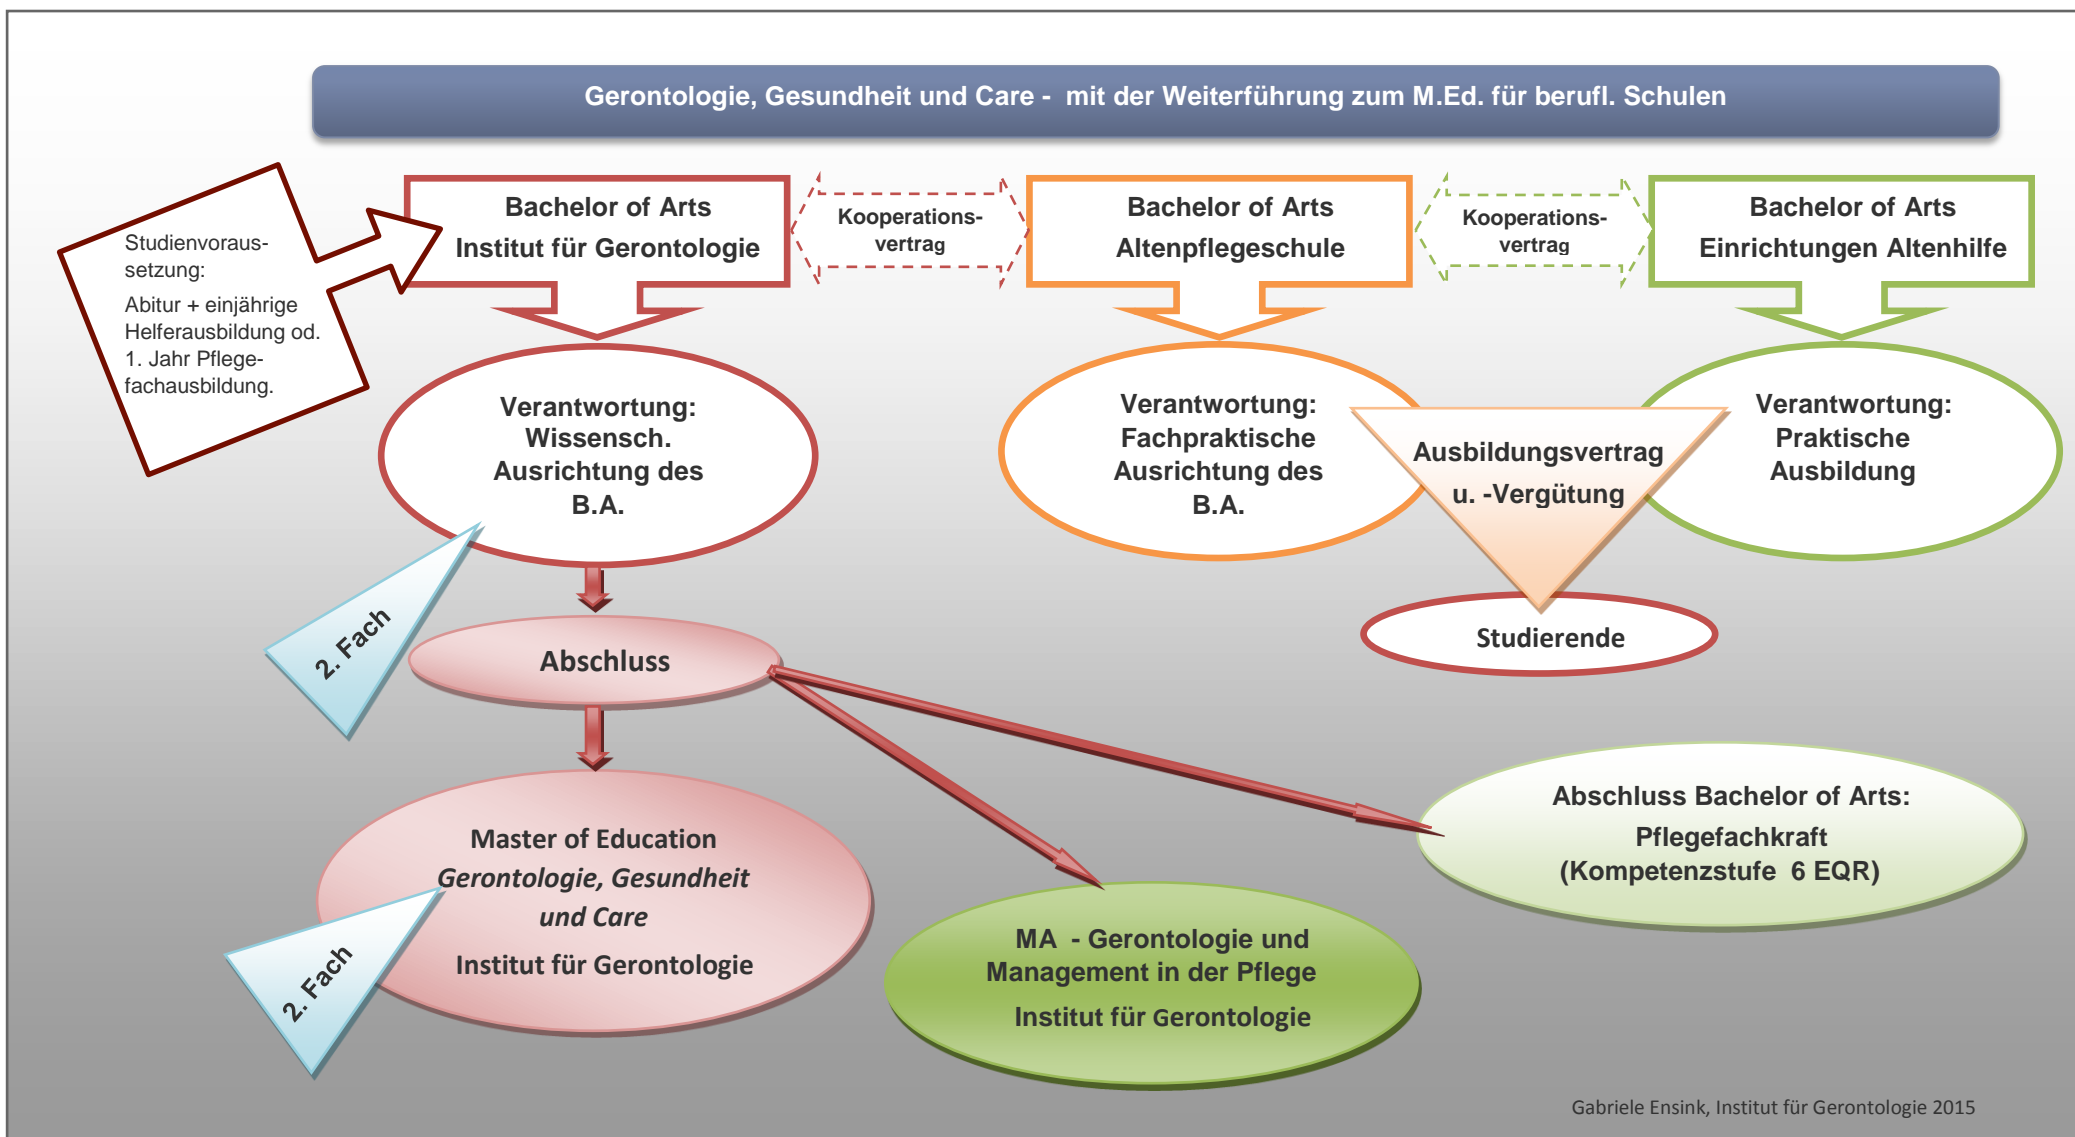 Gerontologie, Gesundheit und Care - mit der Weiterführung zum M.Ed. für berufl. Schulen
Studienvoraus-
setzung:
Abitur + einjährige
Helferausbildung od.
1. Jahr Pflege-
fachausbildung.
Bachelor of Arts
Institut für Gerontologie
Kooperations-
vertrag
Bachelor of Arts
Altenpflegeschule
Kooperations-
vertrag
Bachelor of Arts
Einrichtungen Altenhilfe
Verantwortung:
Wissensch.
Ausrichtung des
B.A.
Verantwortung:
Fachpraktische
Ausrichtung des
B.A.
Ausbildungsvertrag
u. -Vergütung
Verantwortung:
Praktische
Ausbildung
2. Fach
Abschluss
Studierende
Master of Education
Gerontologie, Gesundheit
und Care
Institut für Gerontologie
2. Fach
MA - Gerontologie und
Management in der Pflege
Institut für Gerontologie
Abschluss Bachelor of Arts:
Pflegefachkraft
(Kompetenzstufe 6 EQR)
Gabriele Ensink, Institut für Gerontologie 2015